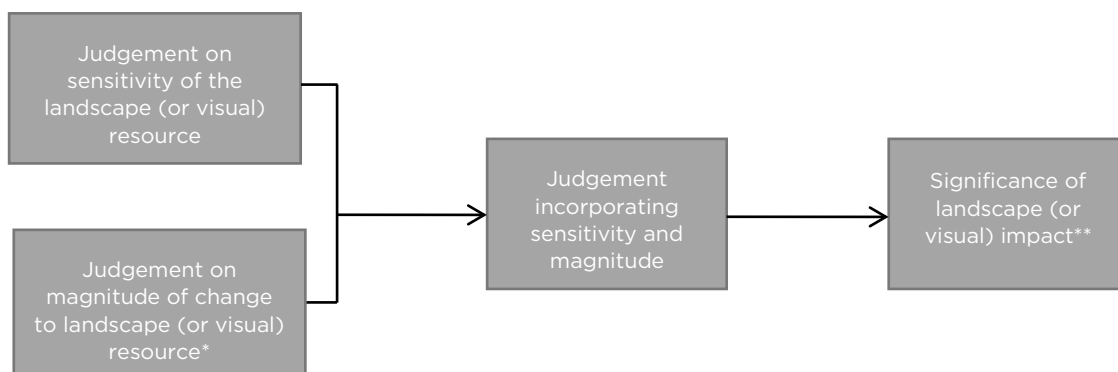 Judgement on
sensitivity of the
landscape (or visual)
resource
Judgement on
magnitude of change
to landscape (or visual)
resource*
Judgement
incorporating
sensitivity and
magnitude
Significance of
landscape (or
visual) impact**